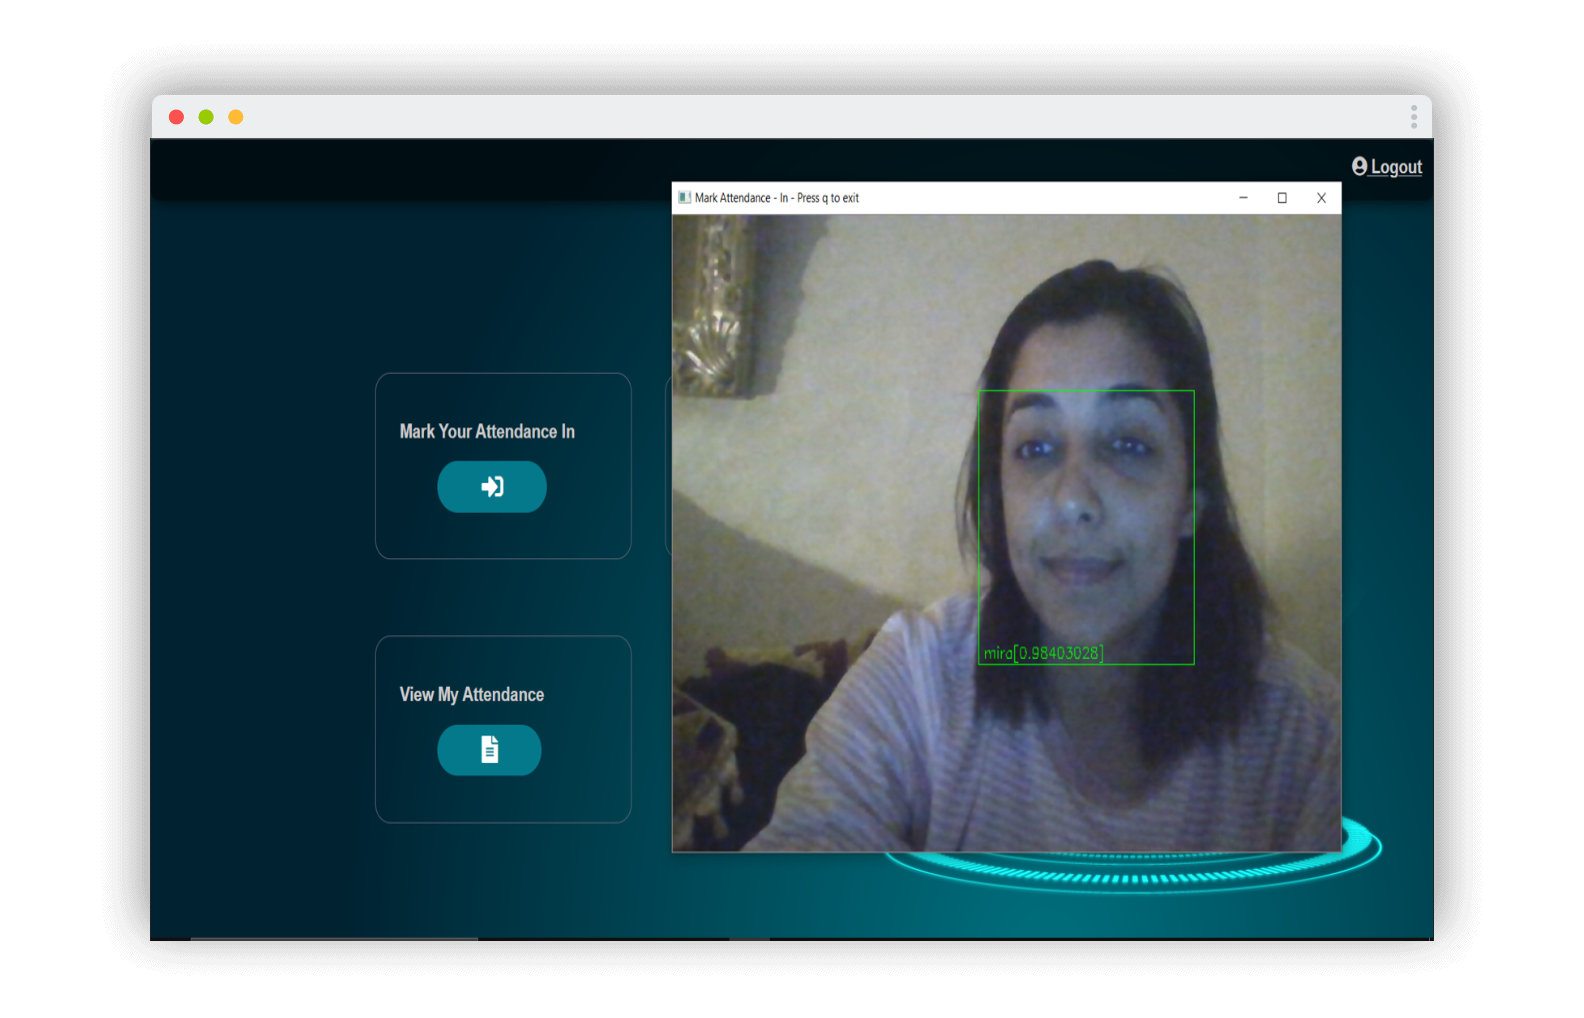 Logout
Mark Attendance - In - Press q to exit
Mark Your Attendance In
mira[0.98403028]
View My Attendance